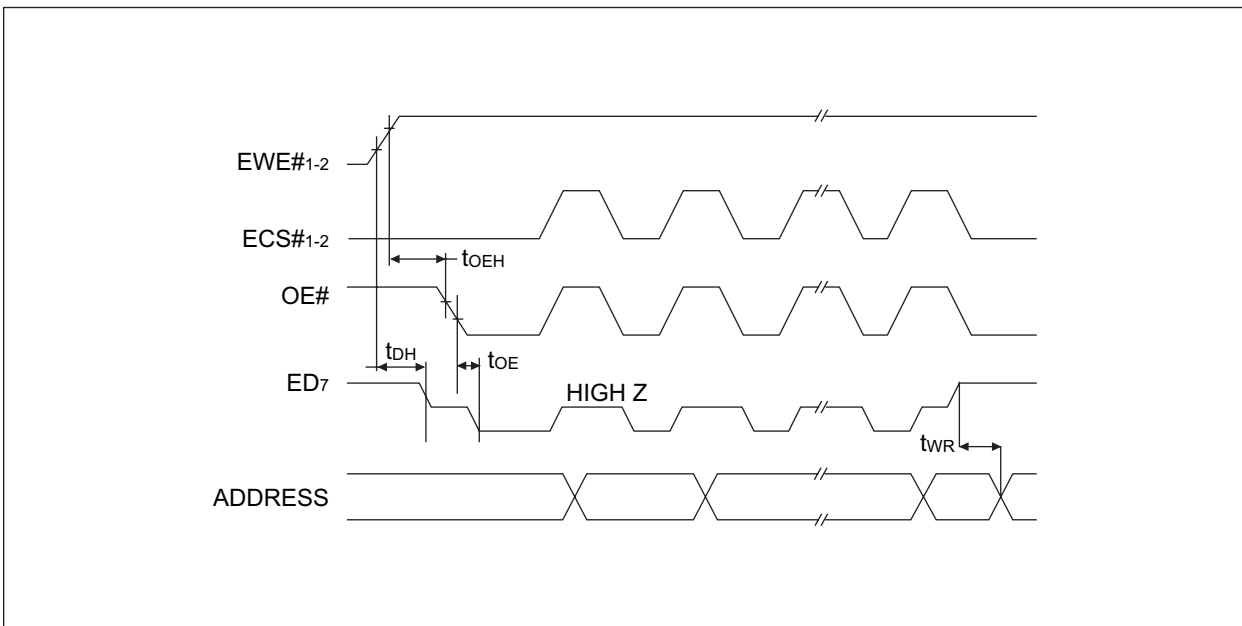 EWE#1-2
ECS#1-2
tOEH
OE#
tDH
tOE
ED7
HIGH Z
tWR
ADDRESS